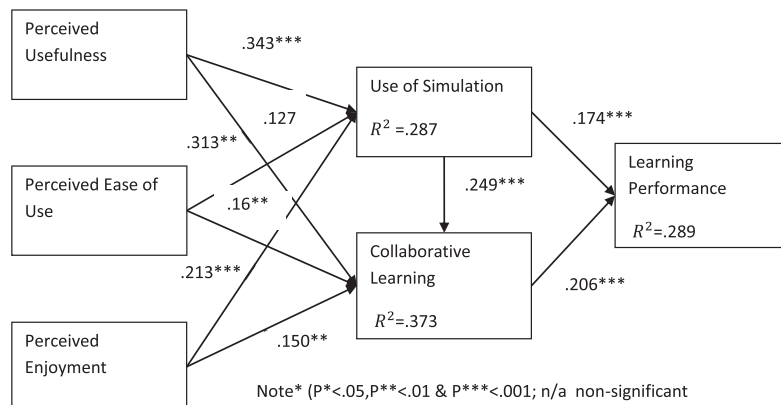 Perceived
Usefulness
.343***
Use of Simulation
R² =.287
.127
.313**
.174***
Learning
Performance
R²=.289
Perceived Ease of
Use
.16**
.249***
Collaborative
Learning
R²=.373
.213***
.206***
Perceived
Enjoyment
.150**
Note* (P*<.05,P**<.01 & P***<.001; n/a  non-significant